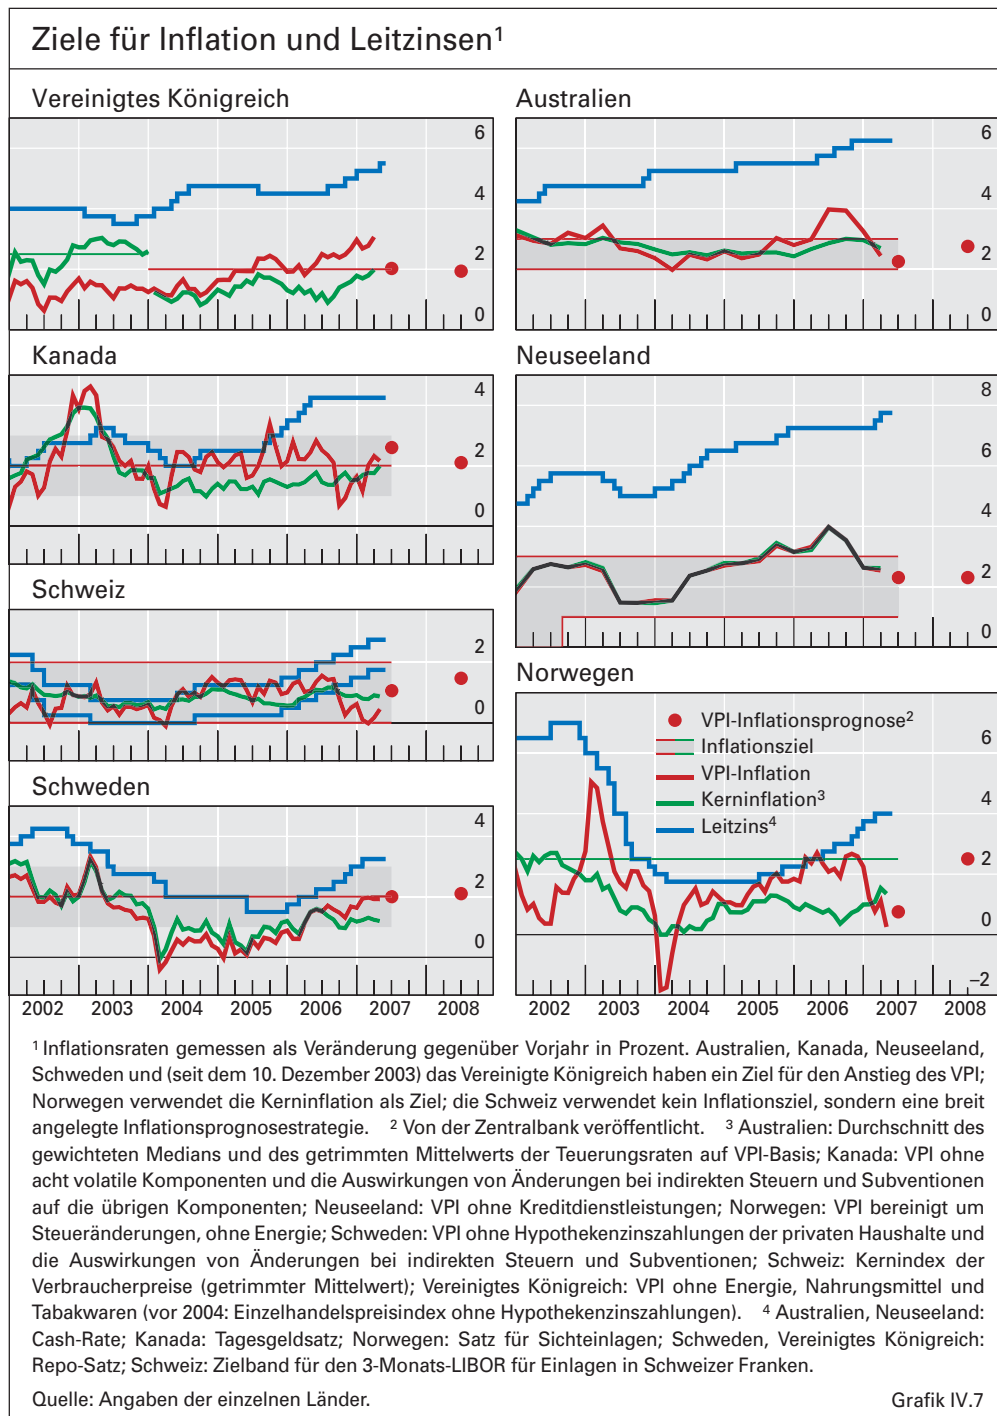 Ziele für Inflation und Leitzinsen¹
Vereinigtes Königreich
6
4
2
0
Australien
6
4
2
0
Kanada
4
2
0
Neuseeland
8
6
4
2
0
Schweiz
2
0
Norwegen
VPI-Inflationsprognose²
Inflationsziel
VPI-Inflation
Kerninflation³
Leitzins⁴
6
4
2
0
–2
Schweden
4
2
0
2002 2003 2004 2005 2006 2007 2008
2002 2003 2004 2005 2006 2007 2008
¹ Inflationsraten gemessen als Veränderung gegenüber Vorjahr in Prozent. Australien, Kanada, Neuseeland,
Schweden und (seit dem 10. Dezember 2003) das Vereinigte Königreich haben ein Ziel für den Anstieg des VPI;
Norwegen verwendet die Kerninflation als Ziel; die Schweiz verwendet kein Inflationsziel, sondern eine breit
angelegte Inflationsprognosestrategie. ² Von der Zentralbank veröffentlicht. ³ Australien: Durchschnitt des
gewichteten Medians und des getrimmten Mittelwerts der Teuerungsraten auf VPI-Basis; Kanada: VPI ohne
acht volatile Komponenten und die Auswirkungen von Änderungen bei indirekten Steuern und Subventionen
auf die übrigen Komponenten; Neuseeland: VPI ohne Kreditdienstleistungen; Norwegen: VPI bereinigt um
Steueränderungen, ohne Energie; Schweden: VPI ohne Hypothekenzinszahlungen der privaten Haushalte und
die Auswirkungen von Änderungen bei indirekten Steuern und Subventionen; Schweiz: Kernindex der
Verbraucherpreise (getrimmter Mittelwert); Vereinigtes Königreich: VPI ohne Energie, Nahrungsmittel und
Tabakwaren (vor 2004: Einzelhandelspreisindex ohne Hypothekenzinszahlungen). ⁴ Australien, Neuseeland:
Cash-Rate; Kanada: Tagesgeldsatz; Norwegen: Satz für Sichteinlagen; Schweden, Vereinigtes Königreich:
Repo-Satz; Schweiz: Zielband für den 3-Monats-LIBOR für Einlagen in Schweizer Franken.
Quelle: Angaben der einzelnen Länder.
Grafik IV.7